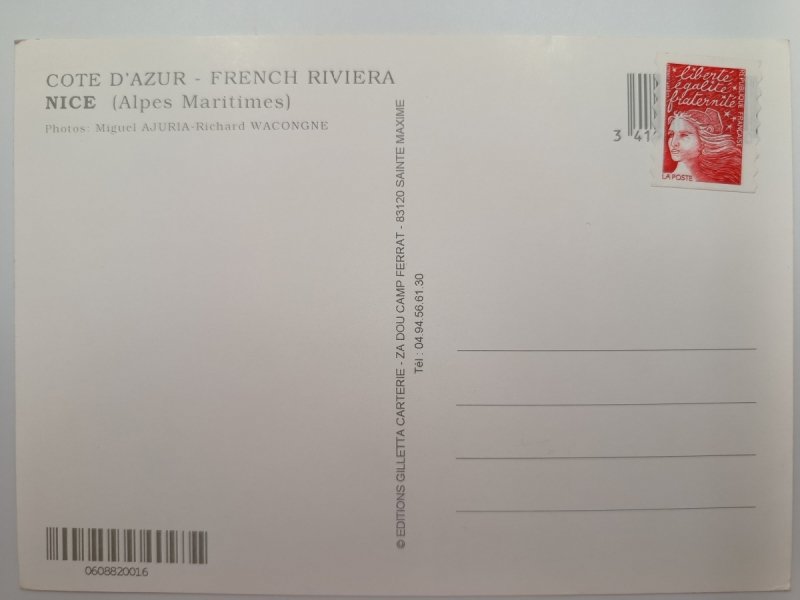 COTE D'AZUR - FRENCH RIVIERA
NICE (Alpes Maritimes)
Photos: Miguel AJURIA-Richard WACONGNE
© EDITIONS GILLETTA CARTERIE - ZA DOU CAMP FERRAT - 83120 SAINTE MAXIME
Tél : 04.94.56.61.30
3 41
liberté
égalité
fraternité
RÉPUBLIQUE FRANÇAISE
LA POSTE
0608820016